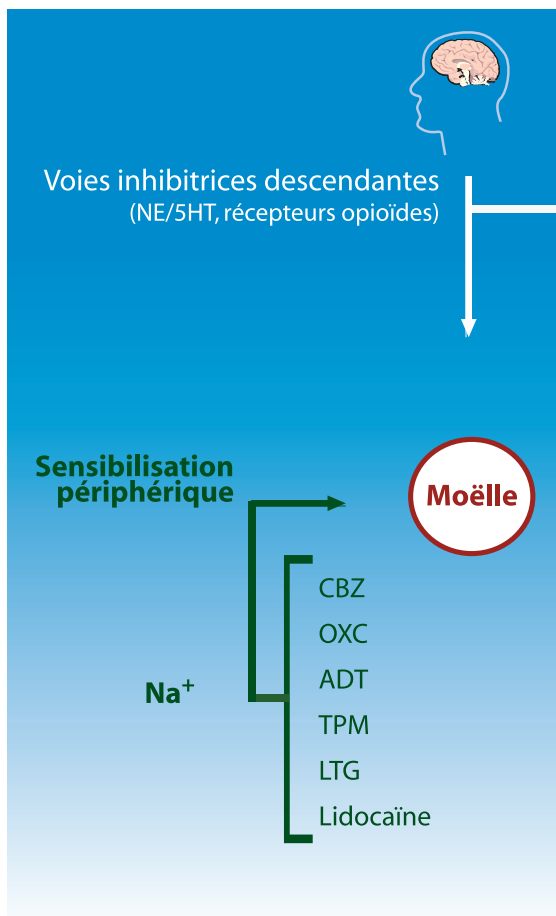 Voies inhibitrices descendantes
(NE/5HT, récepteurs opioïdes)
Sensibilisation
périphérique
Moëlle
CBZ
OXC
ADT
Na⁺
TPM
LTG
Lidocaïne